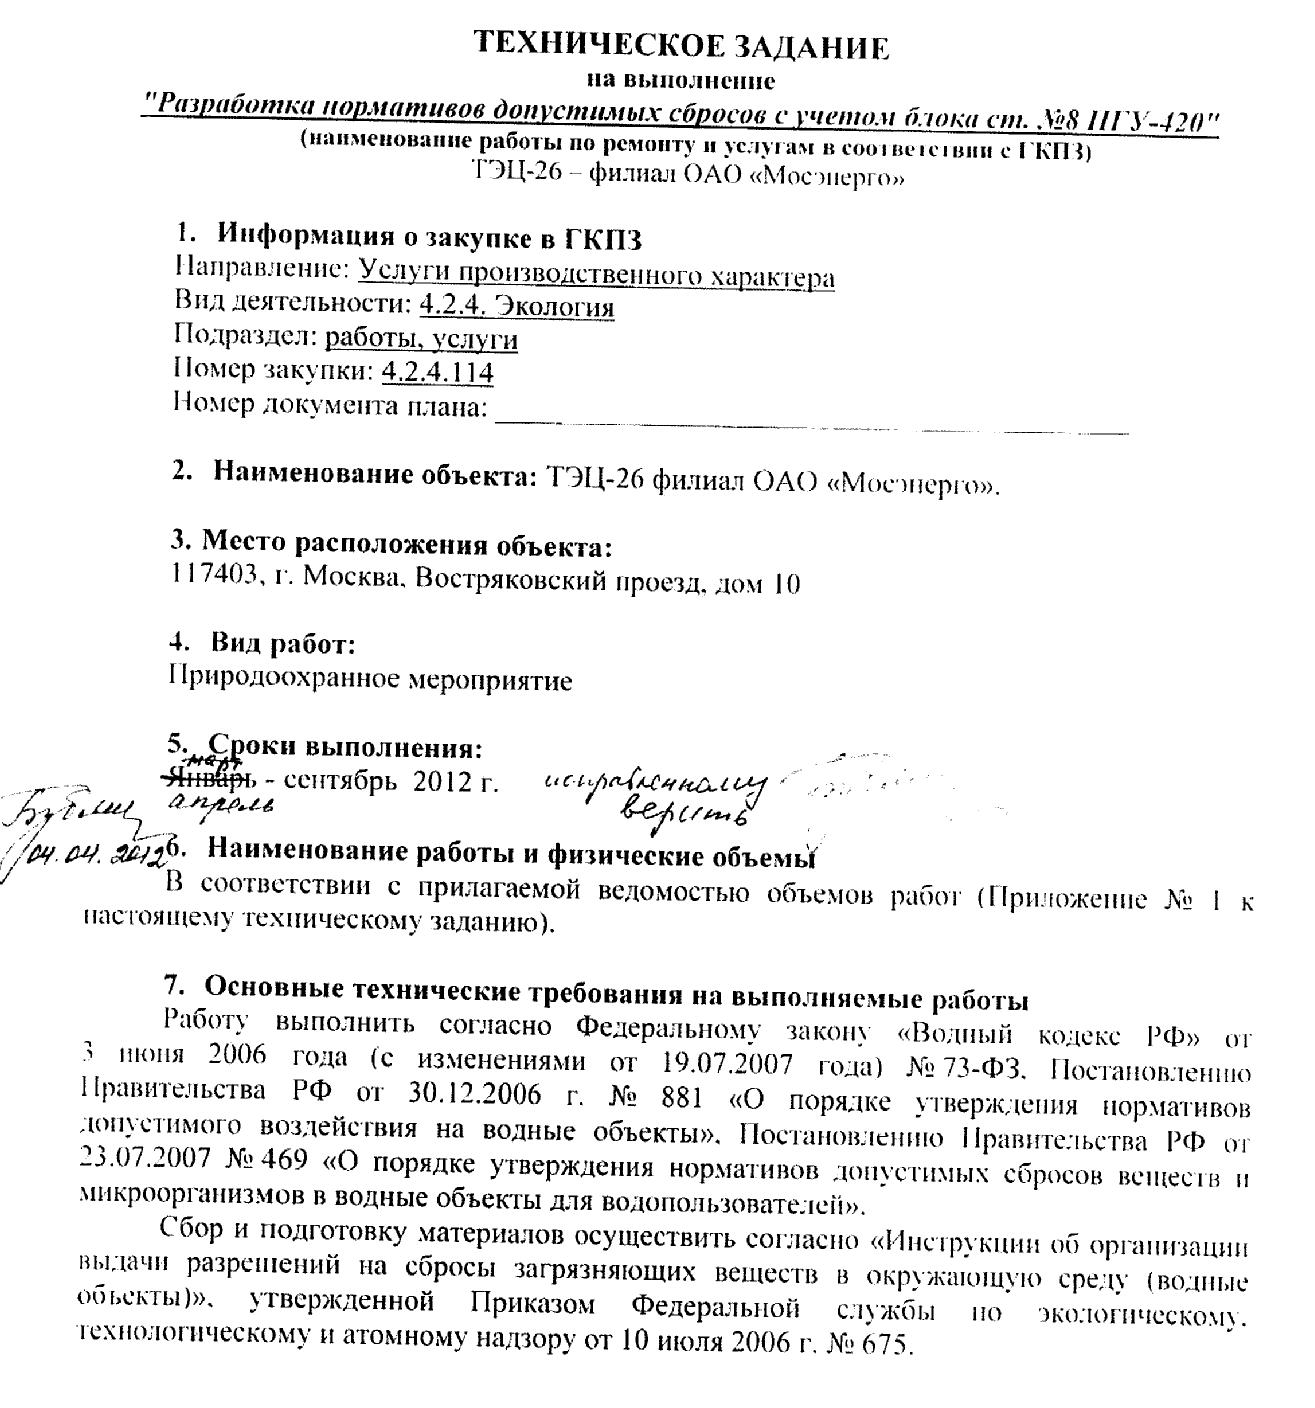 ТЕХНИЧЕСКОЕ ЗАДАНИЕ
на выполнение
"Разработка нормативов допустимых сбросов с учетом блока ст. №8 ПГУ-420"
(наименование работы по ремонту и услугам в соответствии с ГКПЗ)
ТЭЦ-26 – филиал ОАО «Мосэнерго»
1. Информация о закупке в ГКПЗ
Направление: Услуги производственного характера
Вид деятельности: 4.2.4. Экология
Подраздел: работы, услуги
Номер закупки: 4.2.4.114
Номер документа плана:
2. Наименование объекта: ТЭЦ-26 филиал ОАО «Мосэнерго».
3. Место расположения объекта:
117403, г. Москва, Востряковский проезд, дом 10
4. Вид работ:
Природоохранное мероприятие
5. Сроки выполнения:
март
Январь - сентябрь 2012 г. исправленному
апрель верить
04.04.2012
6. Наименование работы и физические объемы
В соответствии с прилагаемой ведомостью объемов работ (Приложение № 1 к
настоящему техническому заданию).
7. Основные технические требования на выполняемые работы
Работу выполнить согласно Федеральному закону «Водный кодекс РФ» от
3 июня 2006 года (с изменениями от 19.07.2007 года) №73-ФЗ, Постановлению
Правительства РФ от 30.12.2006 г. № 881 «О порядке утверждения нормативов
допустимого воздействия на водные объекты», Постановлению Правительства РФ от
23.07.2007 №469 «О порядке утверждения нормативов допустимых сбросов веществ и
микроорганизмов в водные объекты для водопользователей».
Сбор и подготовку материалов осуществить согласно «Инструкции об организации
выдачи разрешений на сбросы загрязняющих веществ в окружающую среду (водные
объекты)», утвержденной Приказом Федеральной службы по экологическому,
технологическому и атомному надзору от 10 июля 2006 г. № 675.